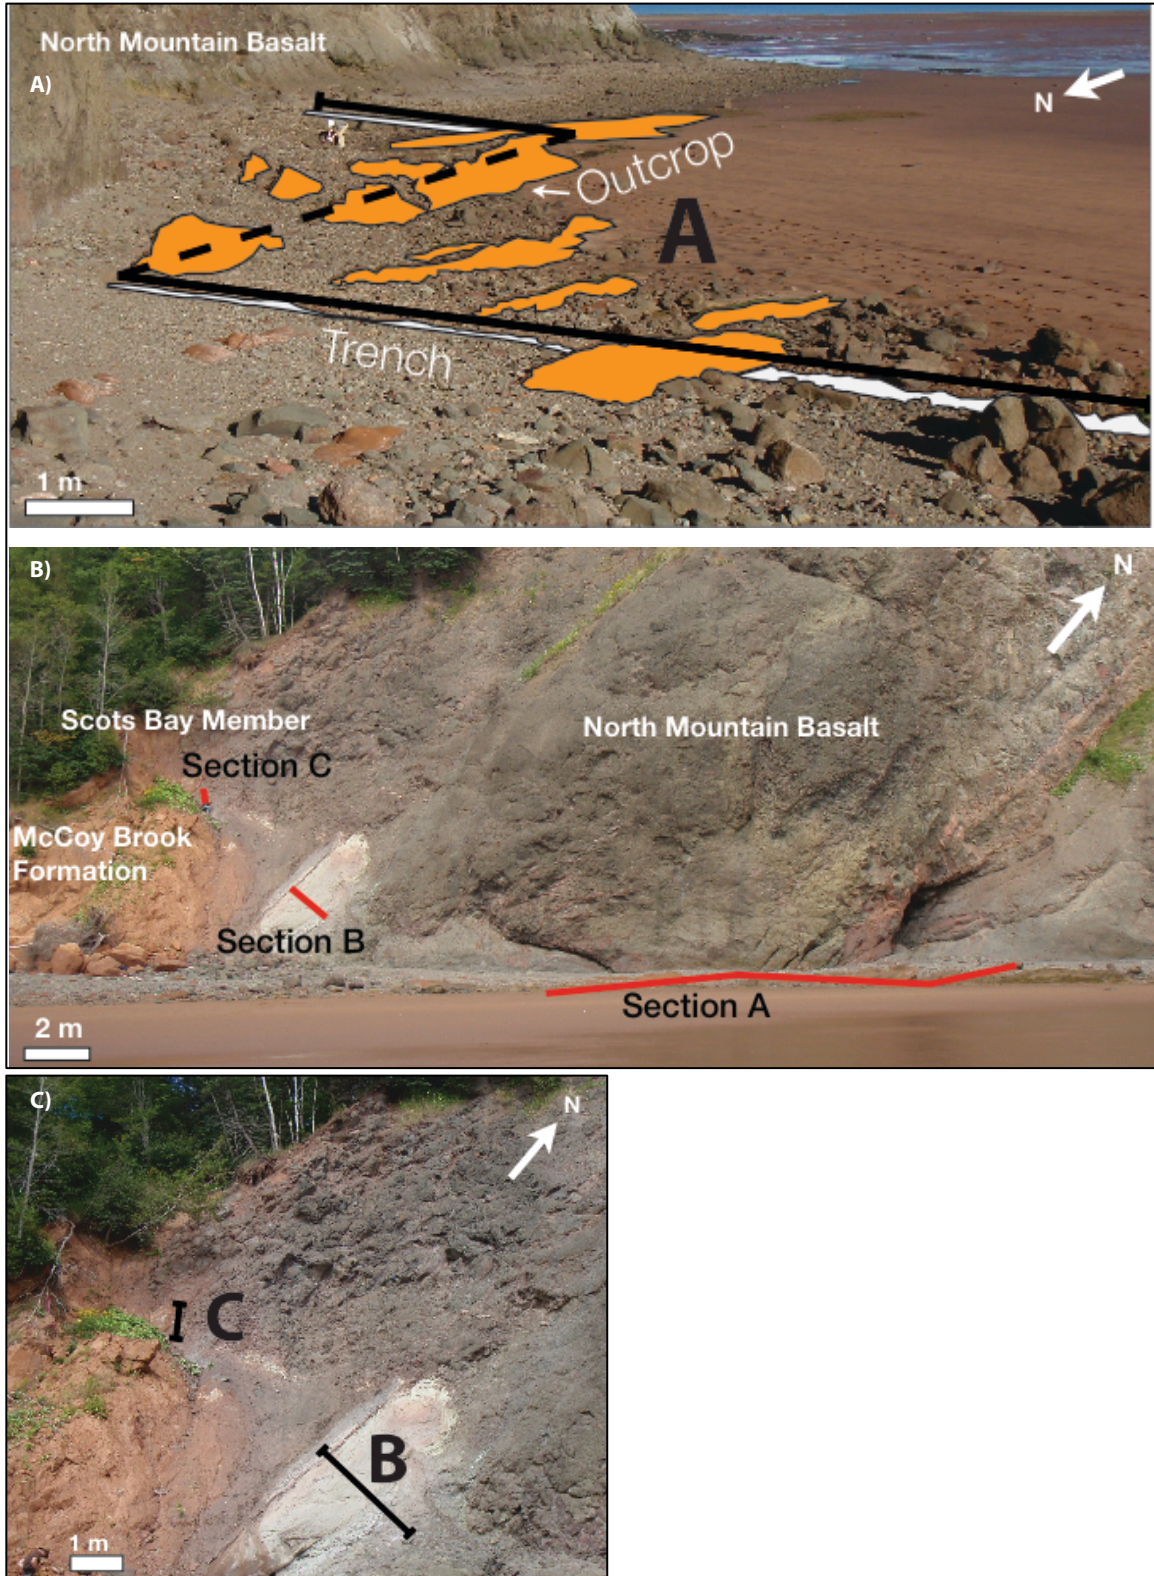 North Mountain Basalt
A)
N
Outcrop
A
Trench
1 m
B)
N
Scots Bay Member
North Mountain Basalt
Section C
McCoy Brook
Formation
Section B
Section A
2 m
C)
N
C
B
1 m